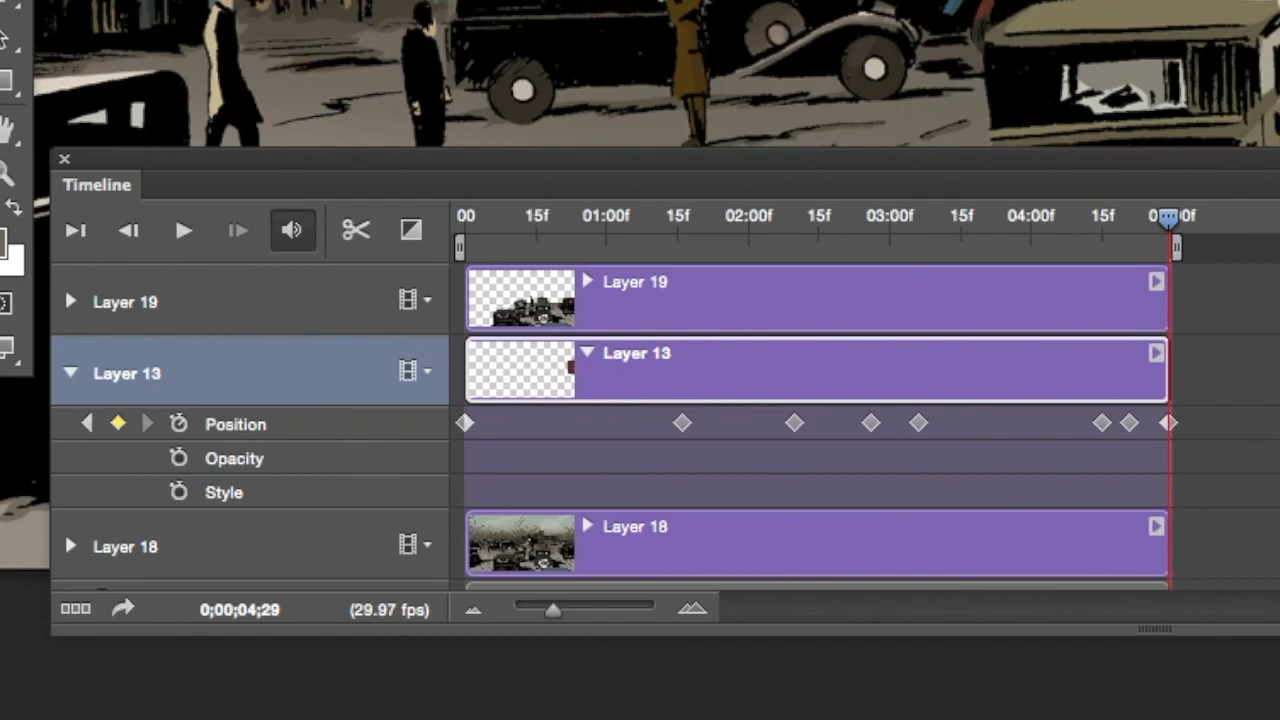 Timeline
00 15f 01:00f 15f 02:00f 15f 03:00f 15f 04:00f 15f
Layer 19 Layer 19
Layer 13 Layer 13
Position
Opacity
Style
Layer 18 Layer 18
0;00;04;29 (29.97 fps)